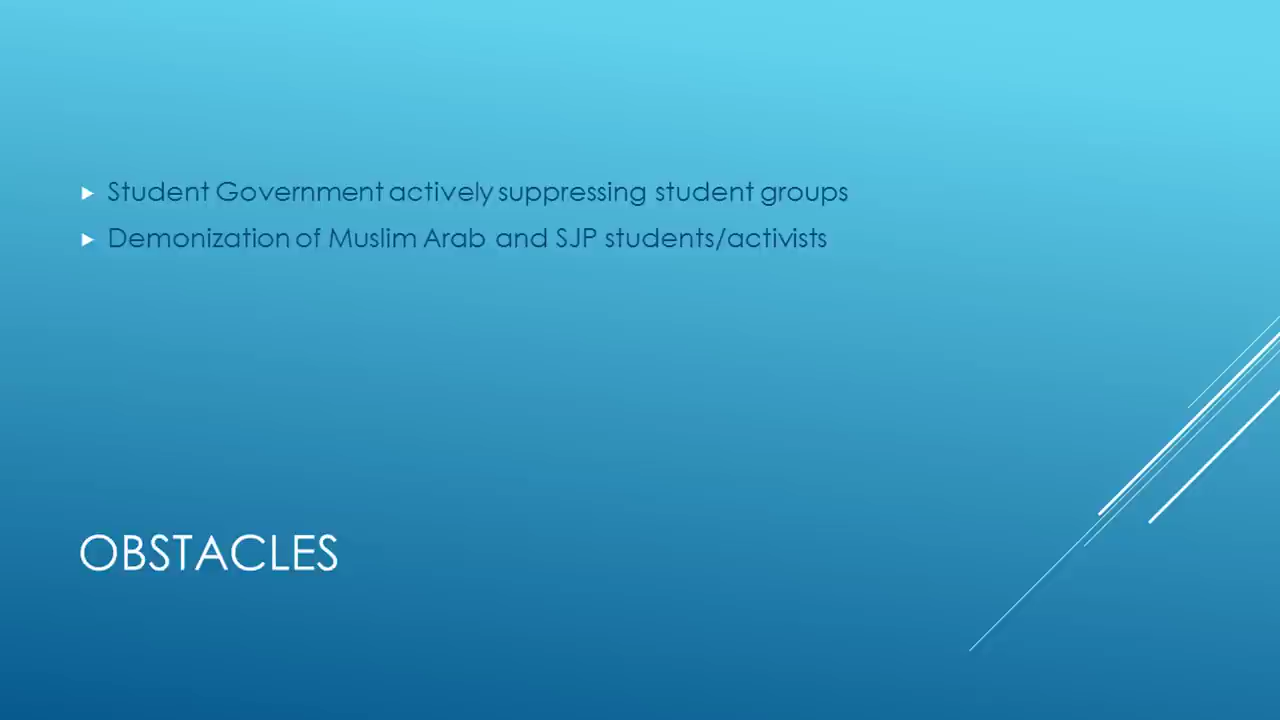 Student Government actively suppressing student groups
Demonization of Muslim Arab and SJP students/activists
OBSTACLES